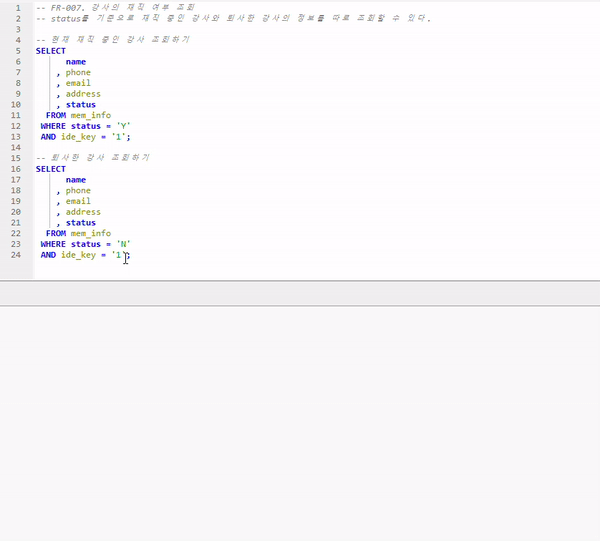 1 -- FR-007. 강사의 재직 여부 조회
2 -- status를 기준으로 재직 중인 강사와 퇴사한 강사의 정보를 따로 조회할 수 있다.
3
4 -- 현재 재직 중인 강사 조회하기
5 SELECT
6 name
7 , phone
8 , email
9 , address
10 , status
11 FROM mem_info
12 WHERE status = 'Y'
13 AND ide_key = '1';
14
15 -- 퇴사한 강사 조회하기
16 SELECT
17 name
18 , phone
19 , email
20 , address
21 , status
22 FROM mem_info
23 WHERE status = 'N'
24 AND ide_key = '1';